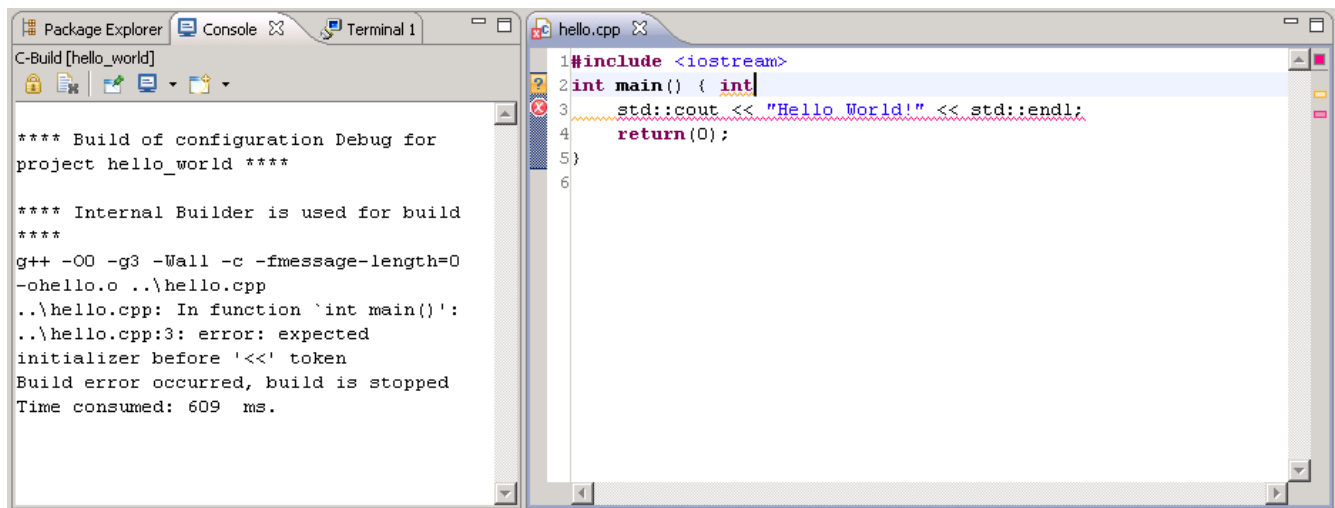 Package Explorer Console Terminal 1
C-Build [hello_world]
**** Build of configuration Debug for
project hello_world ****
**** Internal Builder is used for build
****
g++ -O0 -g3 -Wall -c -fmessage-length=0
-ohello.o ..\hello.cpp
..\hello.cpp: In function `int main()':
..\hello.cpp:3: error: expected
initializer before '<<' token
Build error occurred, build is stopped
Time consumed: 609  ms.
hello.cpp
1#include <iostream>
2int main() { int
3    std::cout << "Hello World!" << std::endl;
4    return(0);
5}
6